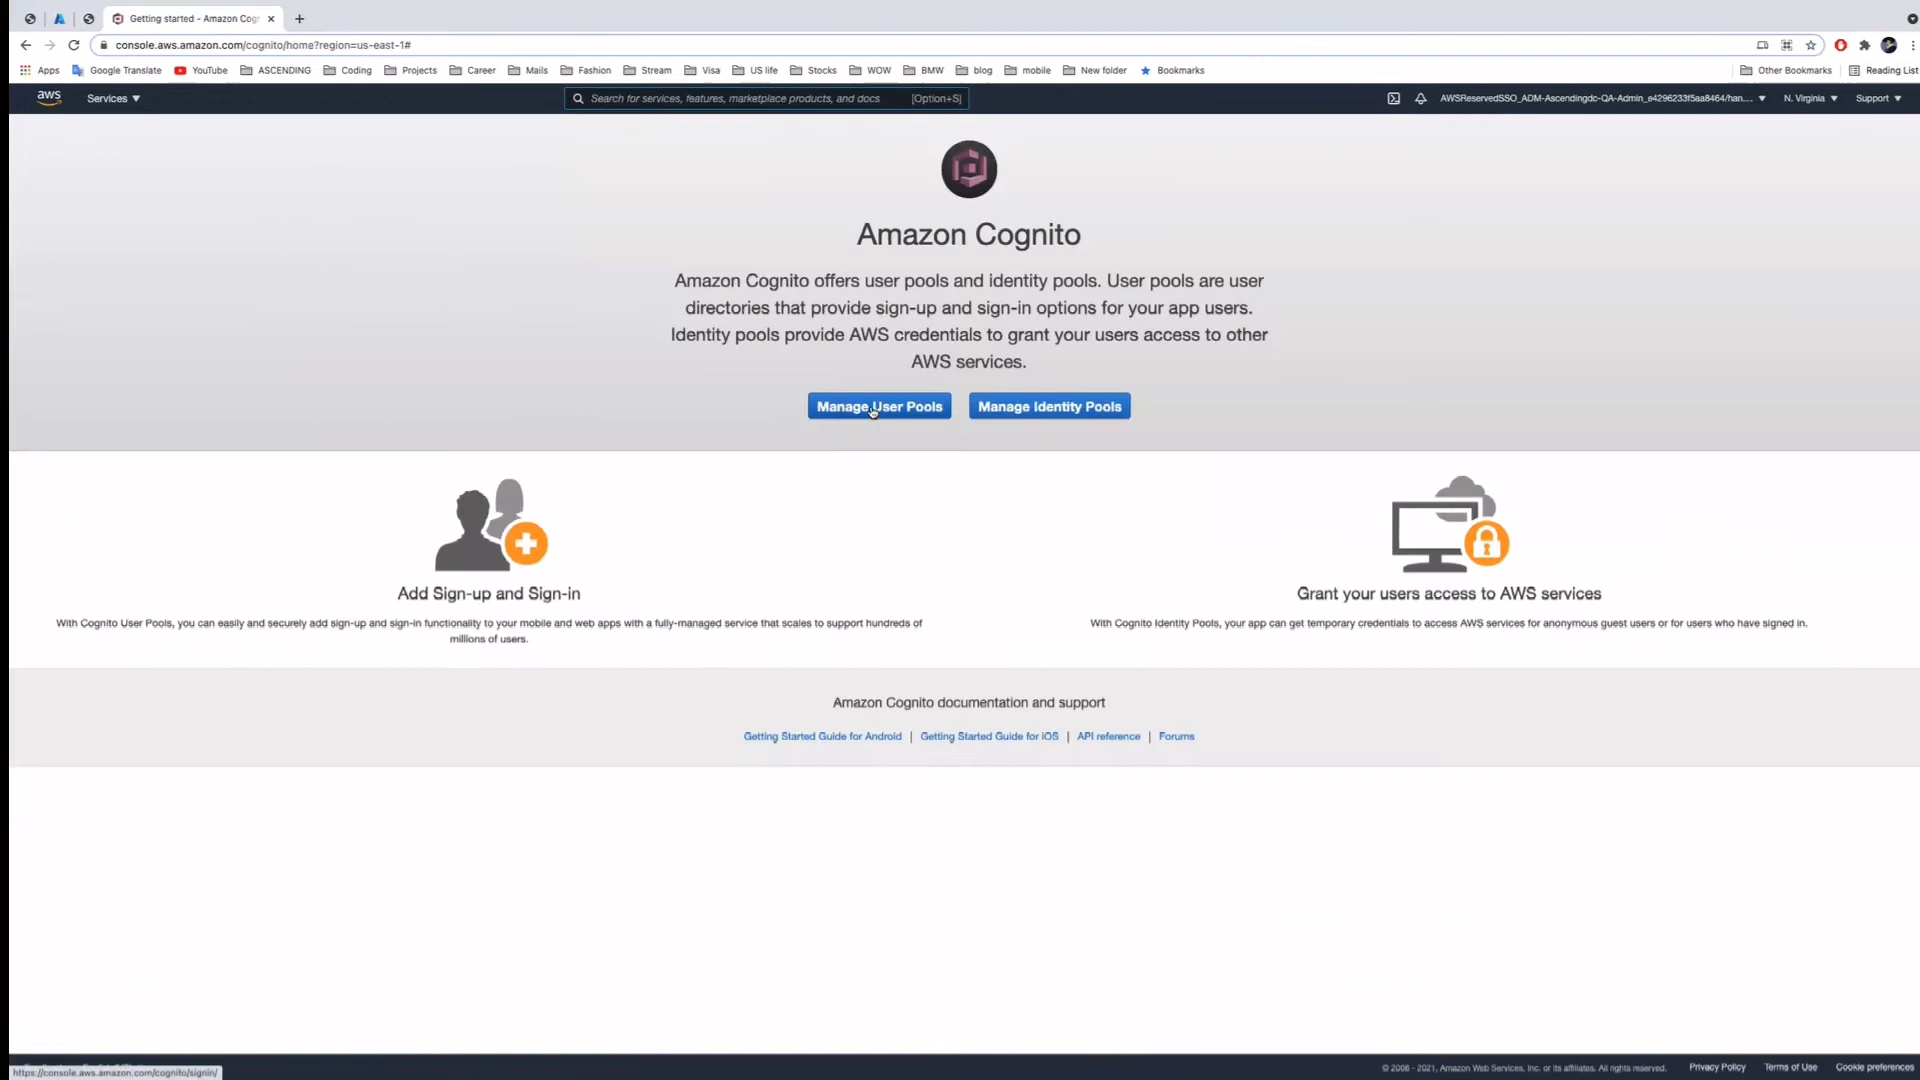 Getting started - Amazon Cog
console.aws.amazon.com/cognito/home?region=us-east-1#
Apps Google Translate YouTube ASCENDING Coding Projects Career Mails Fashion Stream Visa US life Stocks WOW BMW blog mobile New folder Bookmarks Other Bookmarks Reading List
aws Services Search for services, features, marketplace products, and docs [Option+S] AWSReservedSSO_ADM-Ascendingdc-QA-Admin_e4296233f5aa8464/han.... N. Virginia Support
Amazon Cognito
Amazon Cognito offers user pools and identity pools. User pools are user
directories that provide sign-up and sign-in options for your app users.
Identity pools provide AWS credentials to grant your users access to other
AWS services.
Manage User Pools Manage Identity Pools
Add Sign-up and Sign-in
With Cognito User Pools, you can easily and securely add sign-up and sign-in functionality to your mobile and web apps with a fully-managed service that scales to support hundreds of
millions of users.
Grant your users access to AWS services
With Cognito Identity Pools, your app can get temporary credentials to access AWS services for anonymous guest users or for users who have signed in.
Amazon Cognito documentation and support
Getting Started Guide for Android | Getting Started Guide for iOS | API reference | Forums
© 2008 - 2021, Amazon Web Services, Inc. or its affiliates. All rights reserved. Privacy Policy Terms of Use Cookie preferences
https://console.aws.amazon.com/cognito/signin/